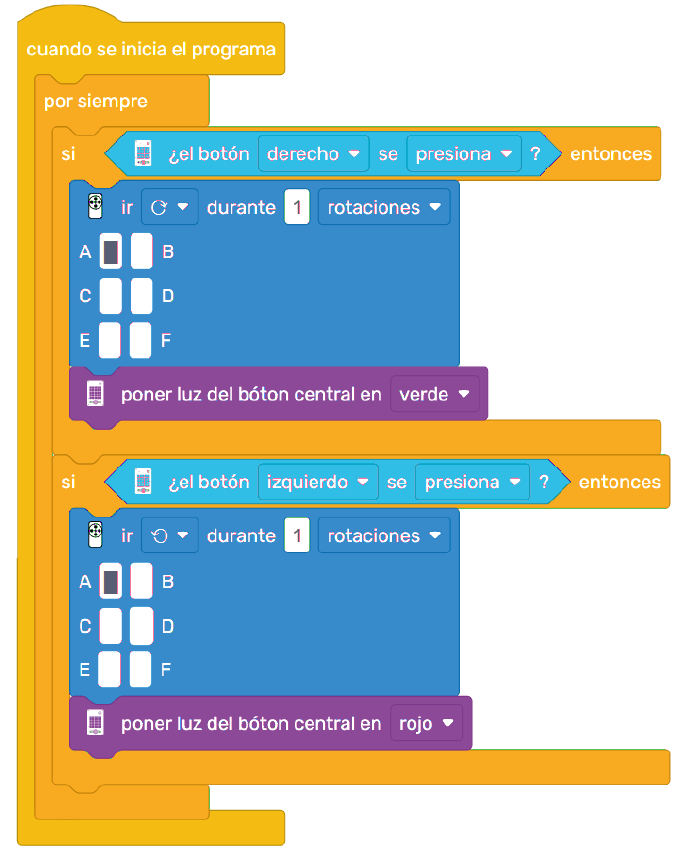 cuando se inicia el programa
por siempre
si ¿el botón derecho se presiona ? entonces
ir durante 1 rotaciones
A B
C D
E F
poner luz del bóton central en verde
si ¿el botón izquierdo se presiona ? entonces
ir durante 1 rotaciones
A B
C D
E F
poner luz del bóton central en rojo